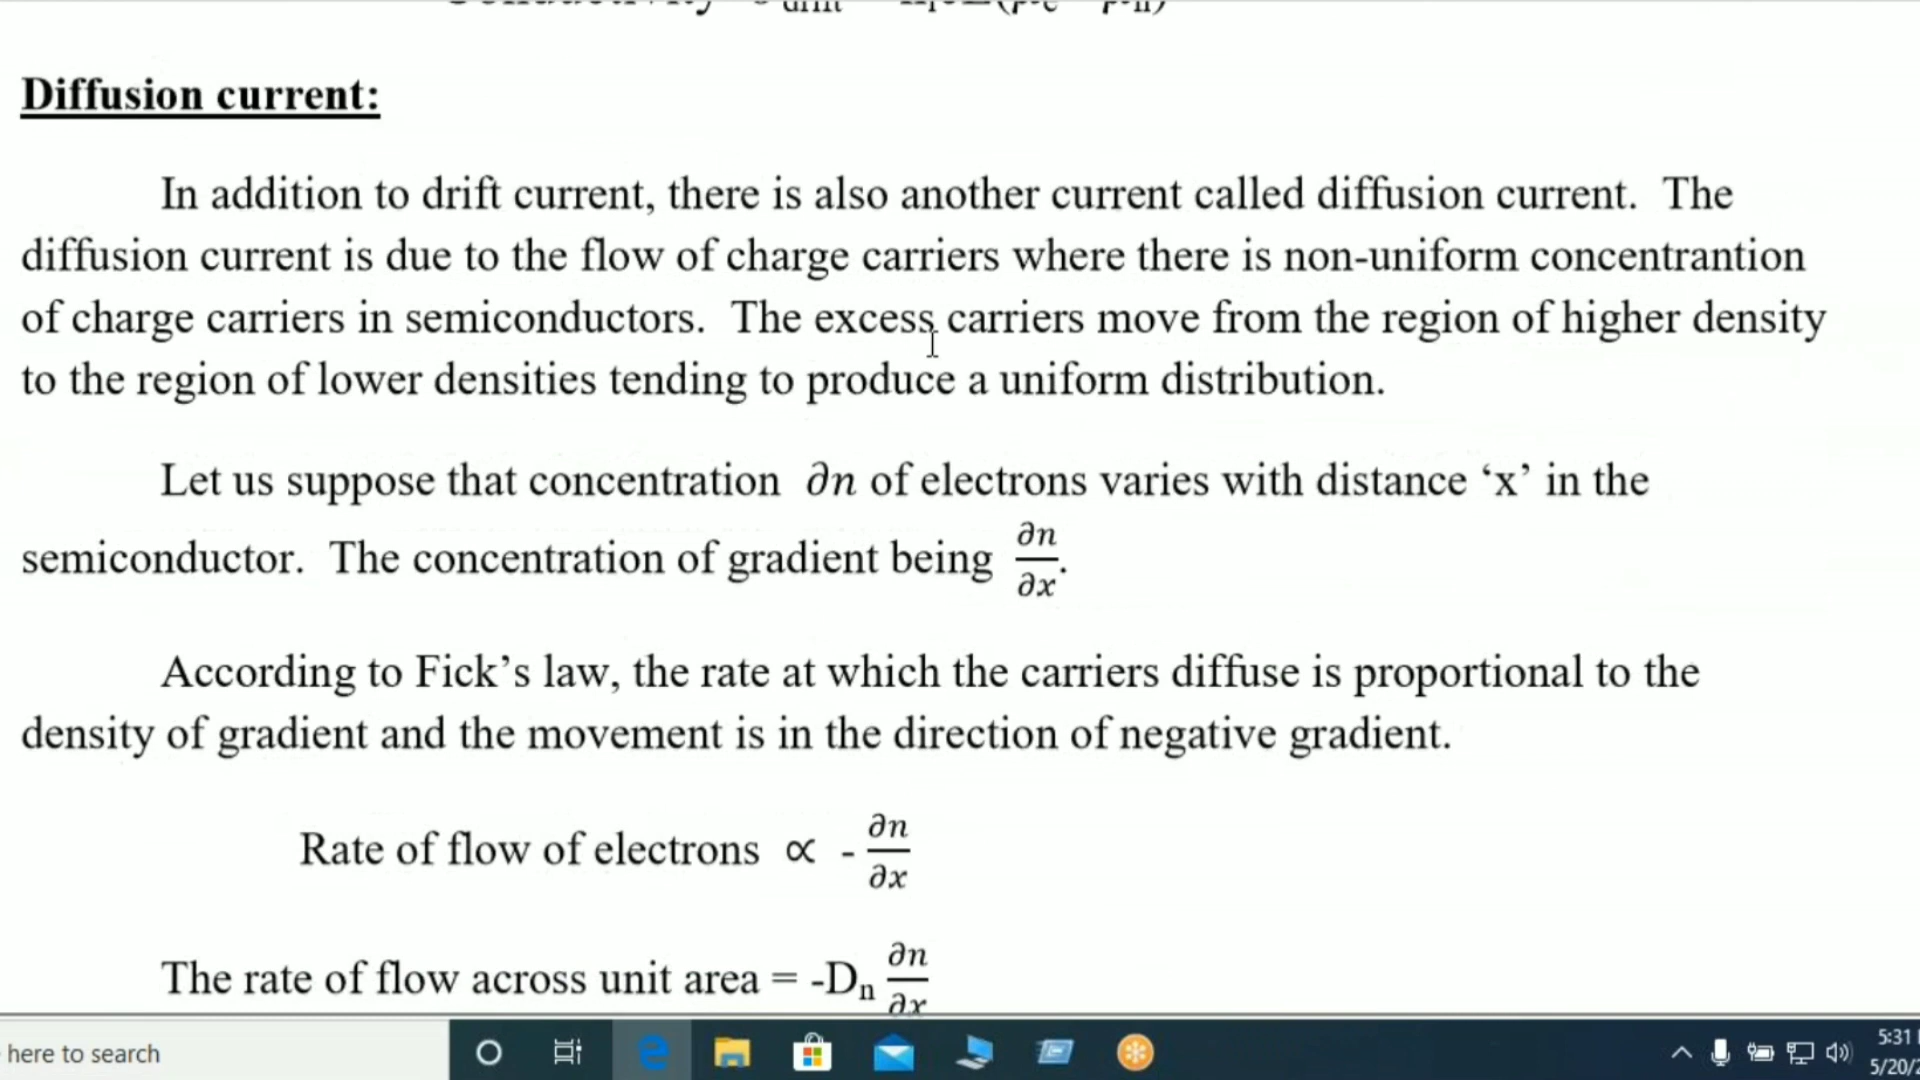 Diffusion current:
In addition to drift current, there is also another current called diffusion current. The
diffusion current is due to the flow of charge carriers where there is non-uniform concentrantion
of charge carriers in semiconductors. The excess carriers move from the region of higher density
to the region of lower densities tending to produce a uniform distribution.
Let us suppose that concentration ∂n of electrons varies with distance ‘x’ in the
semiconductor. The concentration of gradient being ∂n/∂x.
According to Fick’s law, the rate at which the carriers diffuse is proportional to the
density of gradient and the movement is in the direction of negative gradient.
Rate of flow of electrons ∝ - ∂n/∂x
The rate of flow across unit area = -Dₙ ∂n/∂x
here to search
5:31
5/20/